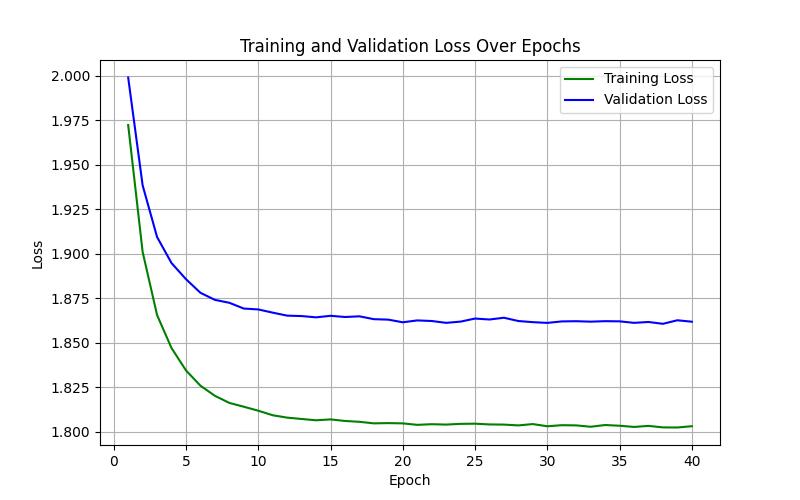 Training and Validation Loss Over Epochs
Training Loss
Validation Loss
2.000
1.975
1.950
1.925
1.900
1.875
1.850
1.825
1.800
Loss
0 5 10 15 20 25 30 35 40
Epoch